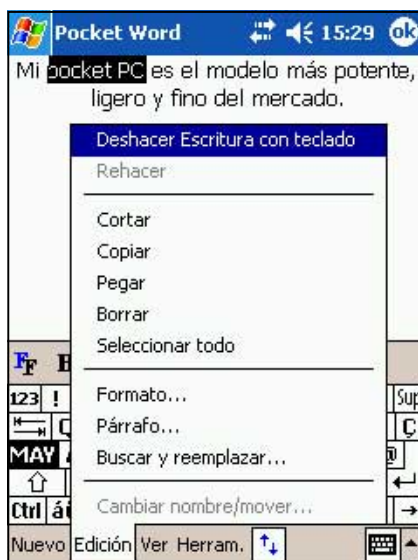 Pocket Word 15:29 ok
Mi pocket PC es el modelo más potente,
ligero y fino del mercado.
Deshacer Escritura con teclado
Rehacer
Cortar
Copiar
Pegar
Borrar
Seleccionar todo
Formato...
Párrafo...
Buscar y reemplazar...
Cambiar nombre/mover...
123 !
MAY
Ctrl
Nuevo Edición Ver Herram.